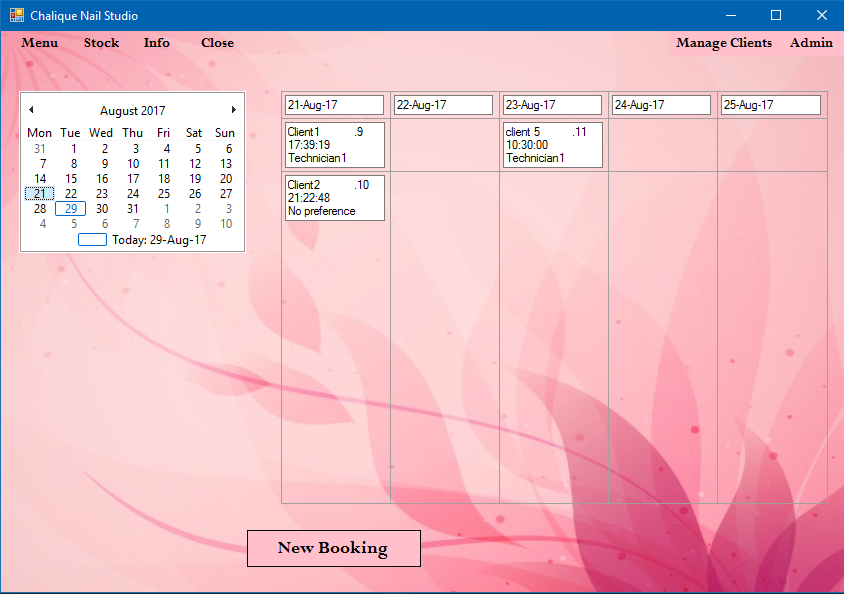 Chalique Nail Studio
Menu Stock Info Close Manage Clients Admin
August 2017
Mon Tue Wed Thu Fri Sat Sun
31 1 2 3 4 5 6
7 8 9 10 11 12 13
14 15 16 17 18 19 20
21 22 23 24 25 26 27
28 29 30 31 1 2 3
4 5 6 7 8 9 10
Today: 29-Aug-17
21-Aug-17 22-Aug-17 23-Aug-17 24-Aug-17 25-Aug-17
Client1 .9
17:39:19
Technician1
client 5 .11
10:30:00
Technician1
Client2 .10
21:22:48
No preference
New Booking